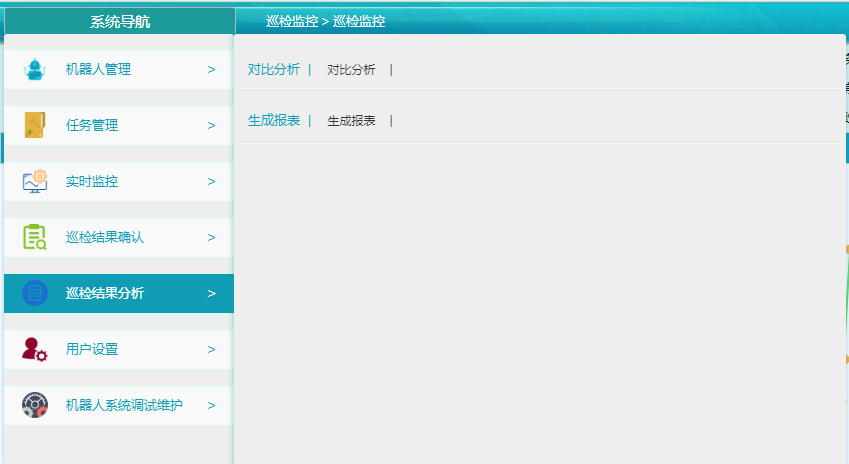 系统导航
巡检监控 > 巡检监控
机器人管理 >
任务管理 >
实时监控 >
巡检结果确认 >
巡检结果分析 >
用户设置 >
机器人系统调试维护 >
对比分析 | 对比分析 |
生成报表 | 生成报表 |